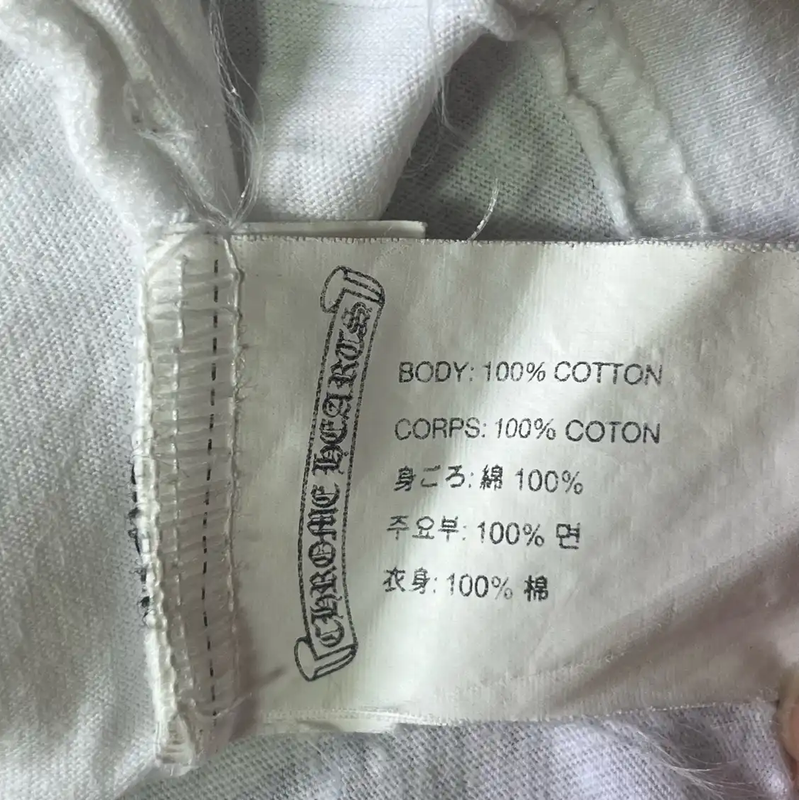 CHROME HEARTS
BODY: 100% COTTON
CORPS: 100% COTON
身ごろ: 綿 100%
주요부: 100% 면
衣身: 100% 棉